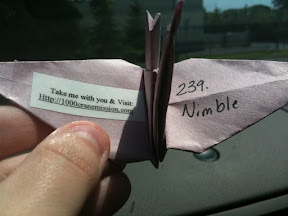 Take me with you & Visit:
Http://1000cranemission.com
239.
Nimble